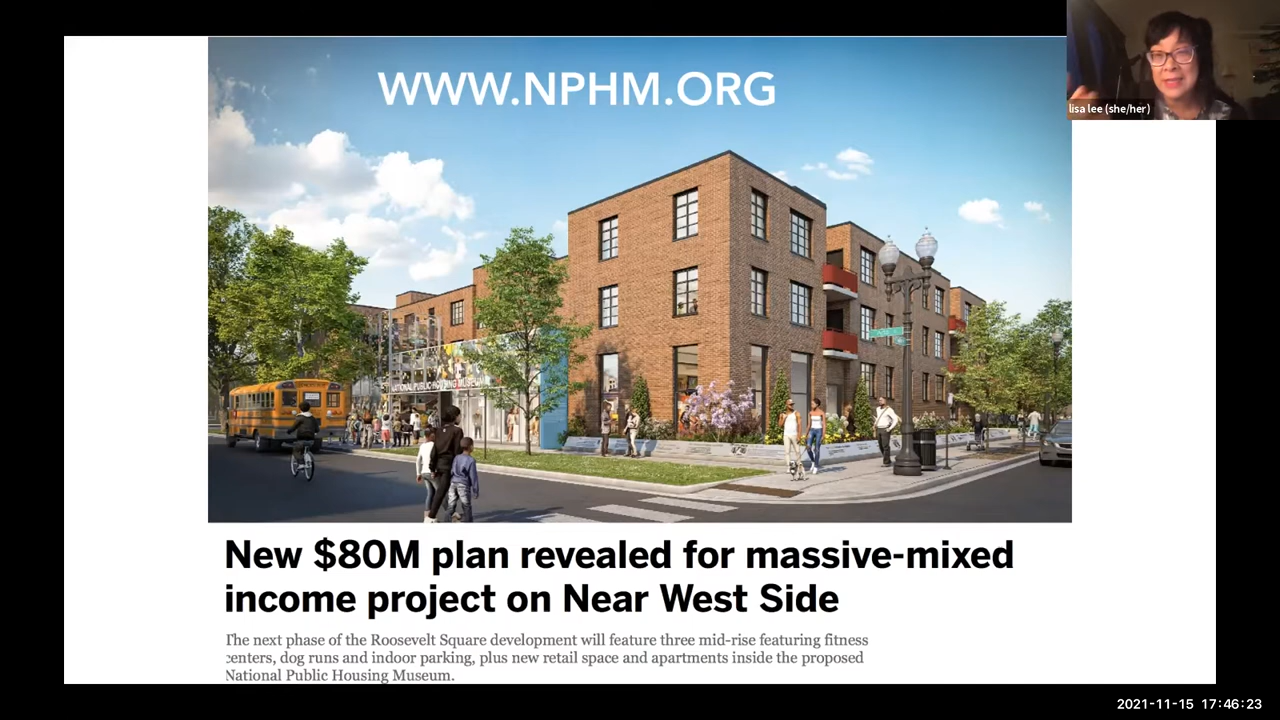 WWW.NPHM.ORG
lisa lee (she/her)
NATIONAL PUBLIC HOUSING MUSEUM
New $80M plan revealed for massive-mixed
income project on Near West Side
The next phase of the Roosevelt Square development will feature three mid-rise featuring fitness
centers, dog runs and indoor parking, plus new retail space and apartments inside the proposed
National Public Housing Museum.
2021-11-15 17:46:23